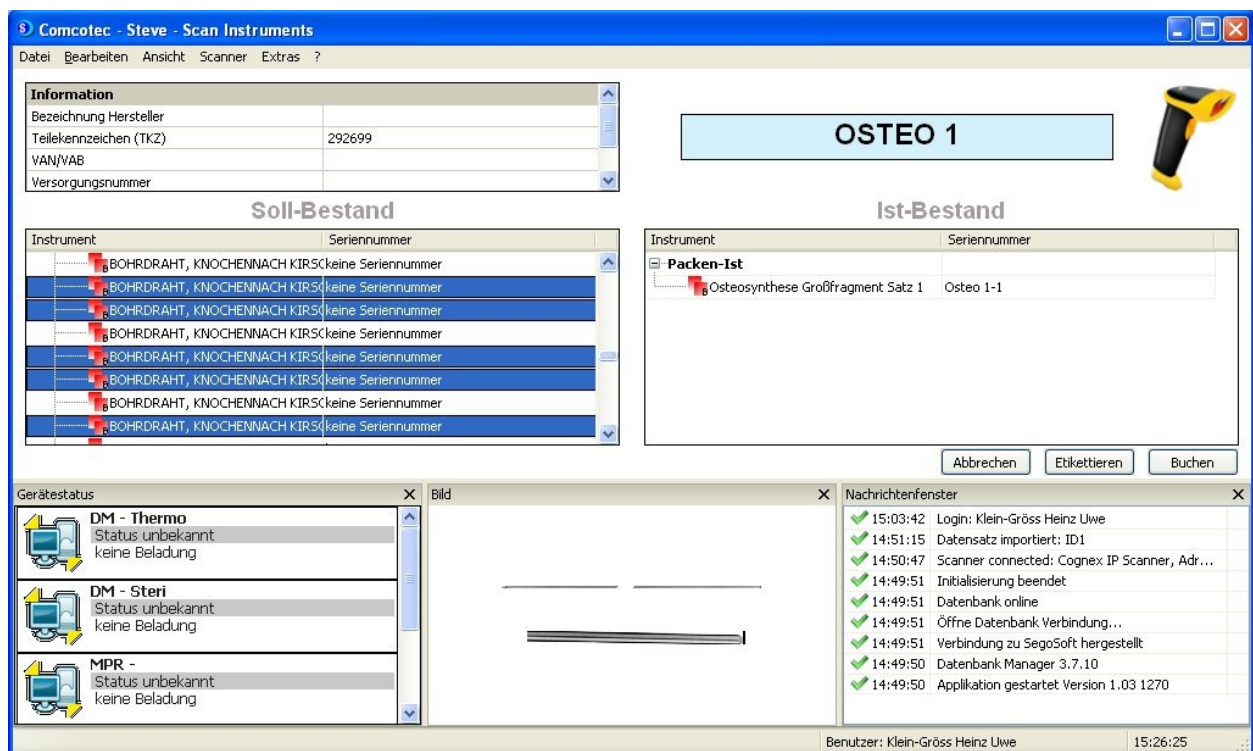 Comcotec - Steve - Scan Instruments
Datei Bearbeiten Ansicht Scanner Extras ?
Information
Bezeichnung Hersteller
Teilekennzeichen (TKZ) 292699
VAN/VAB
Versorgungsnummer
OSTEO 1
Soll-Bestand
Instrument Seriennummer
BOHRDRAHT, KNOCHENNACH KIRSC keine Seriennummer
BOHRDRAHT, KNOCHENNACH KIRSC keine Seriennummer
BOHRDRAHT, KNOCHENNACH KIRSC keine Seriennummer
BOHRDRAHT, KNOCHENNACH KIRSC keine Seriennummer
BOHRDRAHT, KNOCHENNACH KIRSC keine Seriennummer
BOHRDRAHT, KNOCHENNACH KIRSC keine Seriennummer
BOHRDRAHT, KNOCHENNACH KIRSC keine Seriennummer
BOHRDRAHT, KNOCHENNACH KIRSC keine Seriennummer
Ist-Bestand
Instrument Seriennummer
Packen-Ist
Osteosynthese Großfragment Satz 1 Osteo 1-1
Abbrechen Etikettieren Buchen
Gerätestatus
DM - Thermo
Status unbekannt
keine Beladung
DM - Steri
Status unbekannt
keine Beladung
MPR -
Status unbekannt
keine Beladung
Bild
Nachrichtenfenster
15:03:42 Login: Klein-Gröss Heinz Uwe
14:51:15 Datensatz importiert: ID1
14:50:47 Scanner connected: Cognex IP Scanner, Adr...
14:49:51 Initialisierung beendet
14:49:51 Datenbank online
14:49:51 Öffne Datenbank Verbindung...
14:49:51 Verbindung zu SegoSoft hergestellt
14:49:50 Datenbank Manager 3.7.10
14:49:50 Applikation gestartet Version 1.03 1270
Benutzer: Klein-Gröss Heinz Uwe 15:26:25